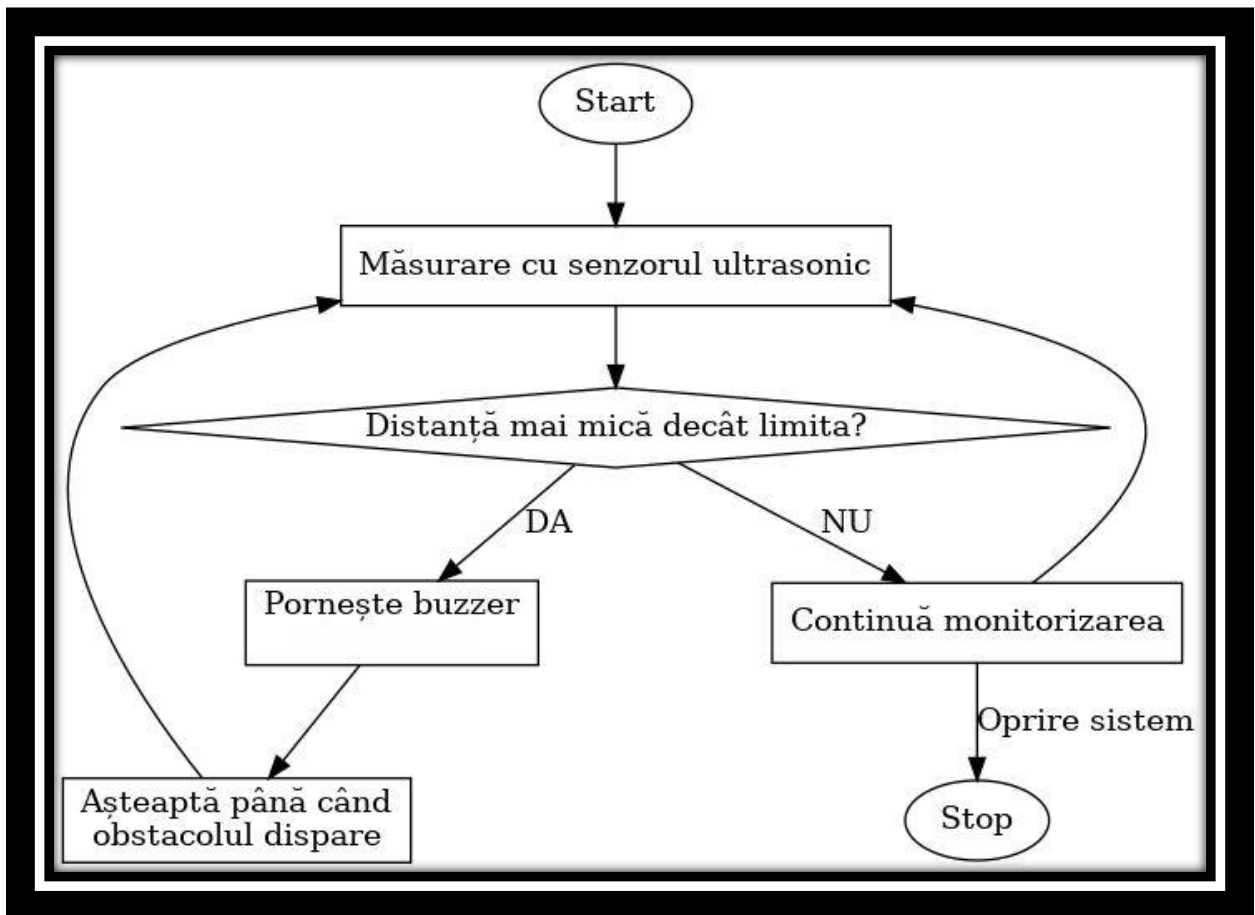 Start
Măsurare cu senzorul ultrasonic
Distanță mai mică decât limita?
DA
NU
Pornește buzzer
Continuă monitorizarea
Oprire sistem
Așteaptă până când
obstacolul dispare
Stop